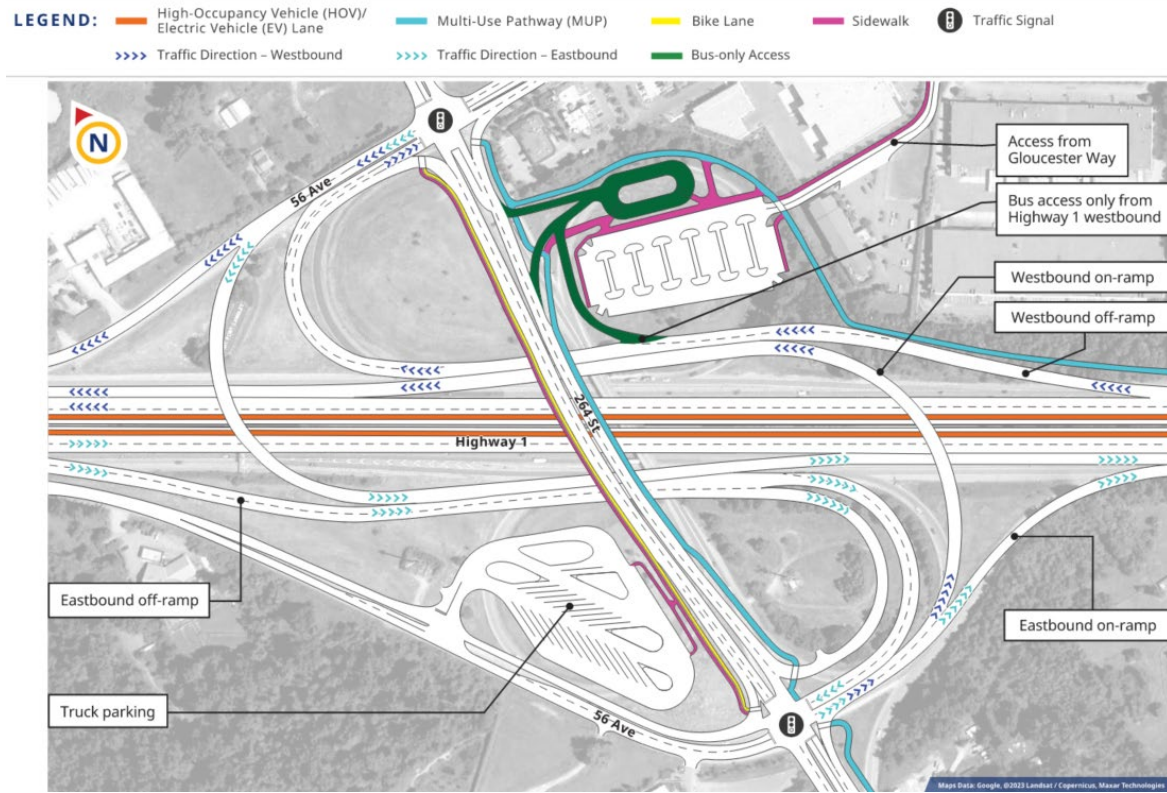 LEGEND:
High-Occupancy Vehicle (HOV)/
Electric Vehicle (EV) Lane
Multi-Use Pathway (MUP)
Bike Lane
Sidewalk
Traffic Signal
>>>>> Traffic Direction – Westbound
>>>>> Traffic Direction – Eastbound
Bus-only Access
N
Access from
Gloucester Way
56 Ave
Bus access only from
Highway 1 westbound
Westbound on-ramp
Westbound off-ramp
264 St
Highway 1
Eastbound off-ramp
Eastbound on-ramp
Truck parking
56 Ave
Maps Data: Google, ©2023 Landsat / Copernicus, Maxar Technologies